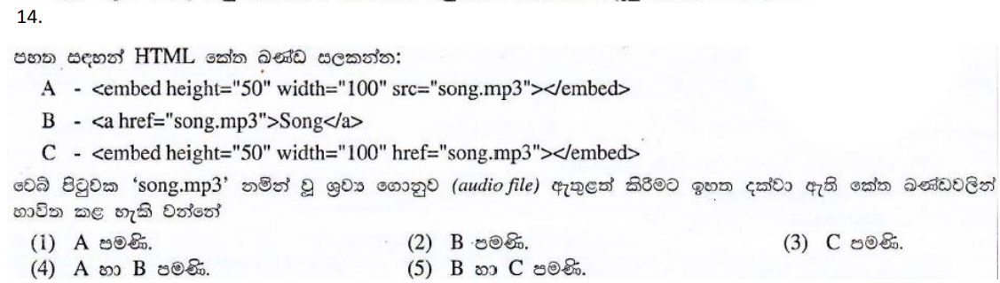 14.
පහත සඳහන් HTML කේත ඛණ්ඩ සලකන්න:
A - <embed height="50" width="100" src="song.mp3"></embed>
B - <a href="song.mp3">Song</a>
C - <embed height="50" width="100" href="song.mp3"></embed>
වෙබ් පිටුවක ‘song.mp3’ නමින් වූ ශ්‍රව්‍ය ගොනුව (audio file) ඇතුළත් කිරීමට ඉහත දක්වා ඇති කේත ඛණ්ඩවලින්
භාවිත කළ හැකි වන්නේ
(1) A පමණි. (2) B පමණි. (3) C පමණි.
(4) A හා B පමණි. (5) B හා C පමණි.